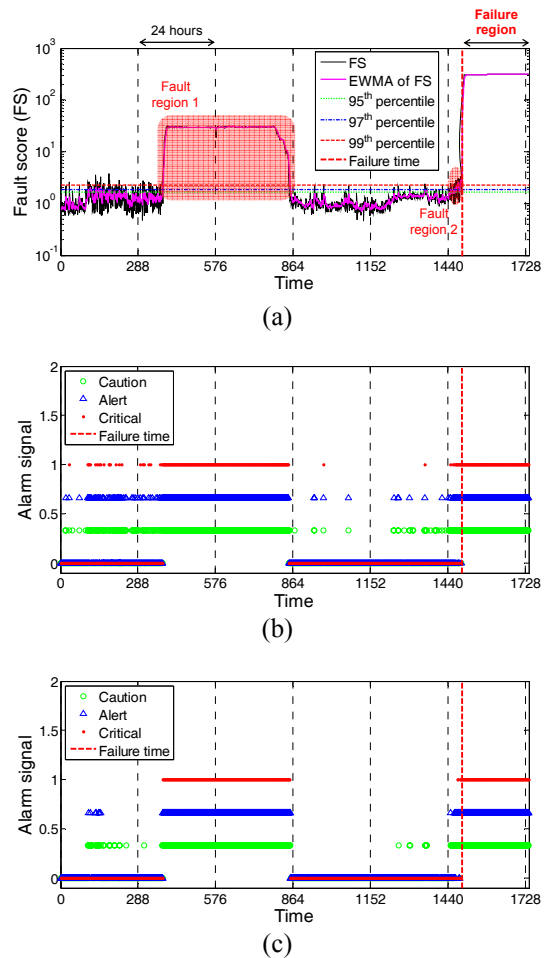 24 hours
Failure
region
Fault score (FS)
10^3
10^2
10^1
10^0
10^-1
Fault
region 1
FS
EWMA of FS
95th percentile
97th percentile
99th percentile
Failure time
Fault
region 2
0 288 576 864 1152 1440 1728
Time
(a)
Alarm signal
2
1.5
1
0.5
0
Caution
Alert
Critical
Failure time
0 288 576 864 1152 1440 1728
Time
(b)
Alarm signal
2
1.5
1
0.5
0
Caution
Alert
Critical
Failure time
0 288 576 864 1152 1440 1728
Time
(c)